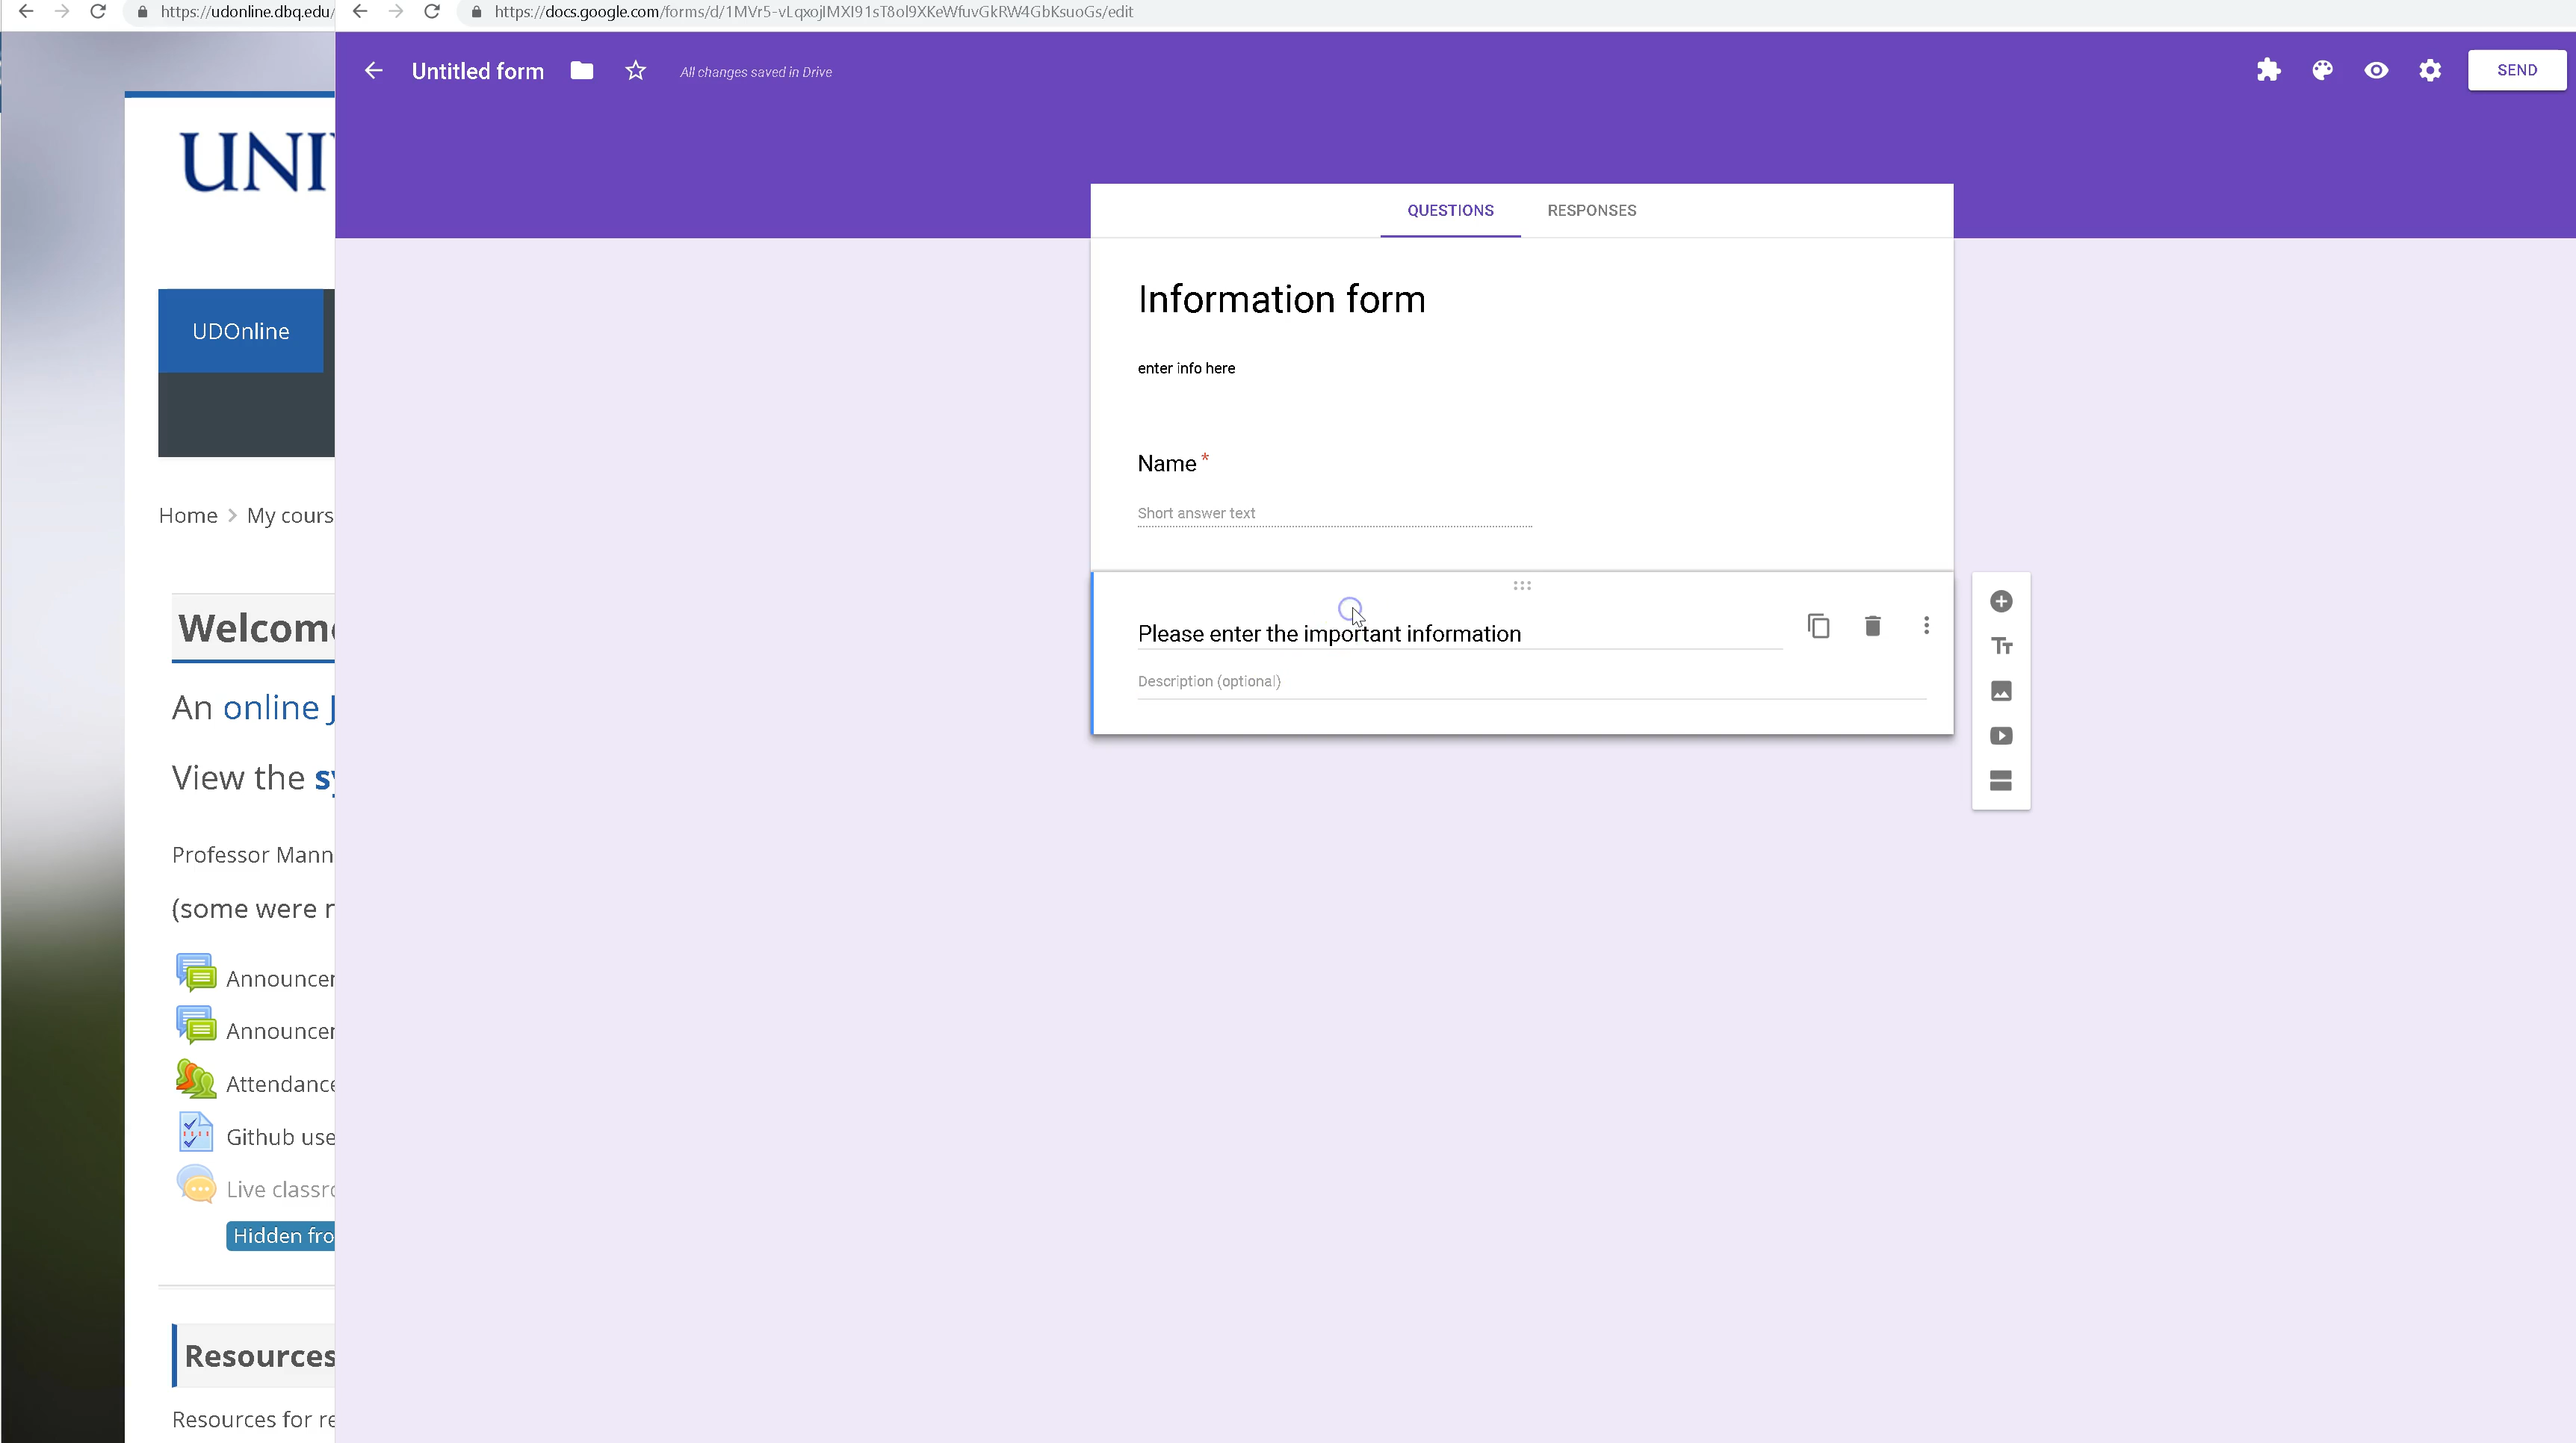 https://udonline.dbq.edu/
https://docs.google.com/forms/d/1MVr5-vLqxojIMXI91sT8ol9XKeWfuvGkRW4GbKsuoGs/edit
Untitled form
All changes saved in Drive
SEND
QUESTIONS
RESPONSES
Information form
enter info here
Name *
Short answer text
Please enter the important information
Description (optional)
UNI
UDOnline
Home > My cours
Welcom
An online J
View the sy
Professor Mann
(some were r
Announcer
Announcer
Attendance
Github use
Live classro
Hidden fro
Resources
Resources for re